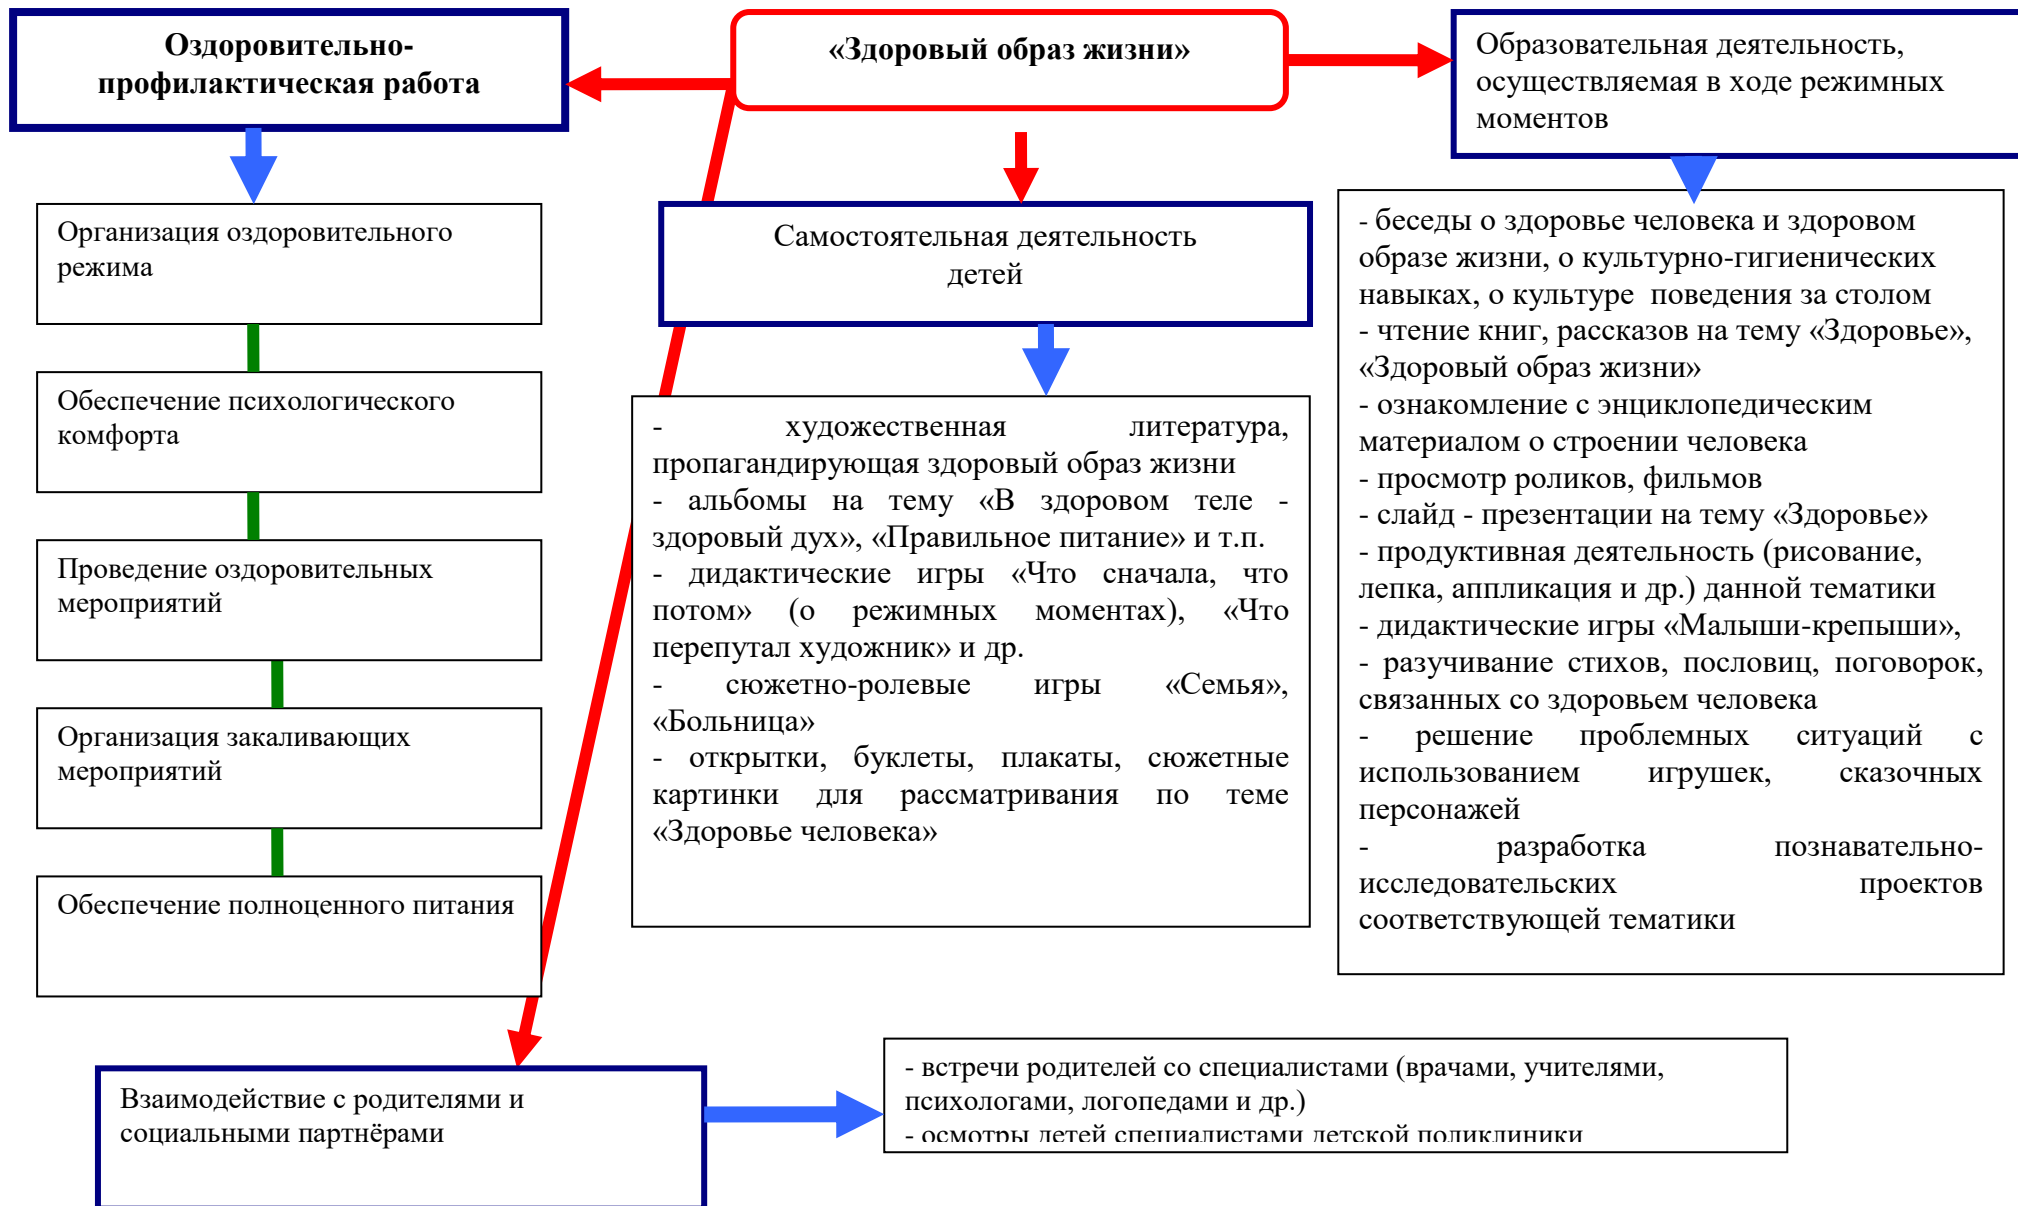 Оздоровительно-
профилактическая работа
«Здоровый образ жизни»
Образовательная деятельность,
осуществляемая в ходе режимных
моментов
Организация оздоровительного
режима
Обеспечение психологического
комфорта
Проведение оздоровительных
мероприятий
Организация закаливающих
мероприятий
Обеспечение полноценного питания
Самостоятельная деятельность
детей
- художественная литература,
пропагандирующая здоровый образ жизни
- альбомы на тему «В здоровом теле -
здоровый дух», «Правильное питание» и т.п.
- дидактические игры «Что сначала, что
потом» (о режимных моментах), «Что
перепутал художник» и др.
- сюжетно-ролевые игры «Семья»,
«Больница»
- открытки, буклеты, плакаты, сюжетные
картинки для рассматривания по теме
«Здоровье человека»
- беседы о здоровье человека и здоровом
образе жизни, о культурно-гигиенических
навыках, о культуре поведения за столом
- чтение книг, рассказов на тему «Здоровье»,
«Здоровый образ жизни»
- ознакомление с энциклопедическим
материалом о строении человека
- просмотр роликов, фильмов
- слайд - презентации на тему «Здоровье»
- продуктивная деятельность (рисование,
лепка, аппликация и др.) данной тематики
- дидактические игры «Малыши-крепыши»,
- разучивание стихов, пословиц, поговорок,
связанных со здоровьем человека
- решение проблемных ситуаций с
использованием игрушек, сказочных
персонажей
- разработка познавательно-
исследовательских проектов
соответствующей тематики
Взаимодействие с родителями и
социальными партнёрами
- встречи родителей со специалистами (врачами, учителями,
психологами, логопедами и др.)
- осмотры детей специалистами детской поликлиники